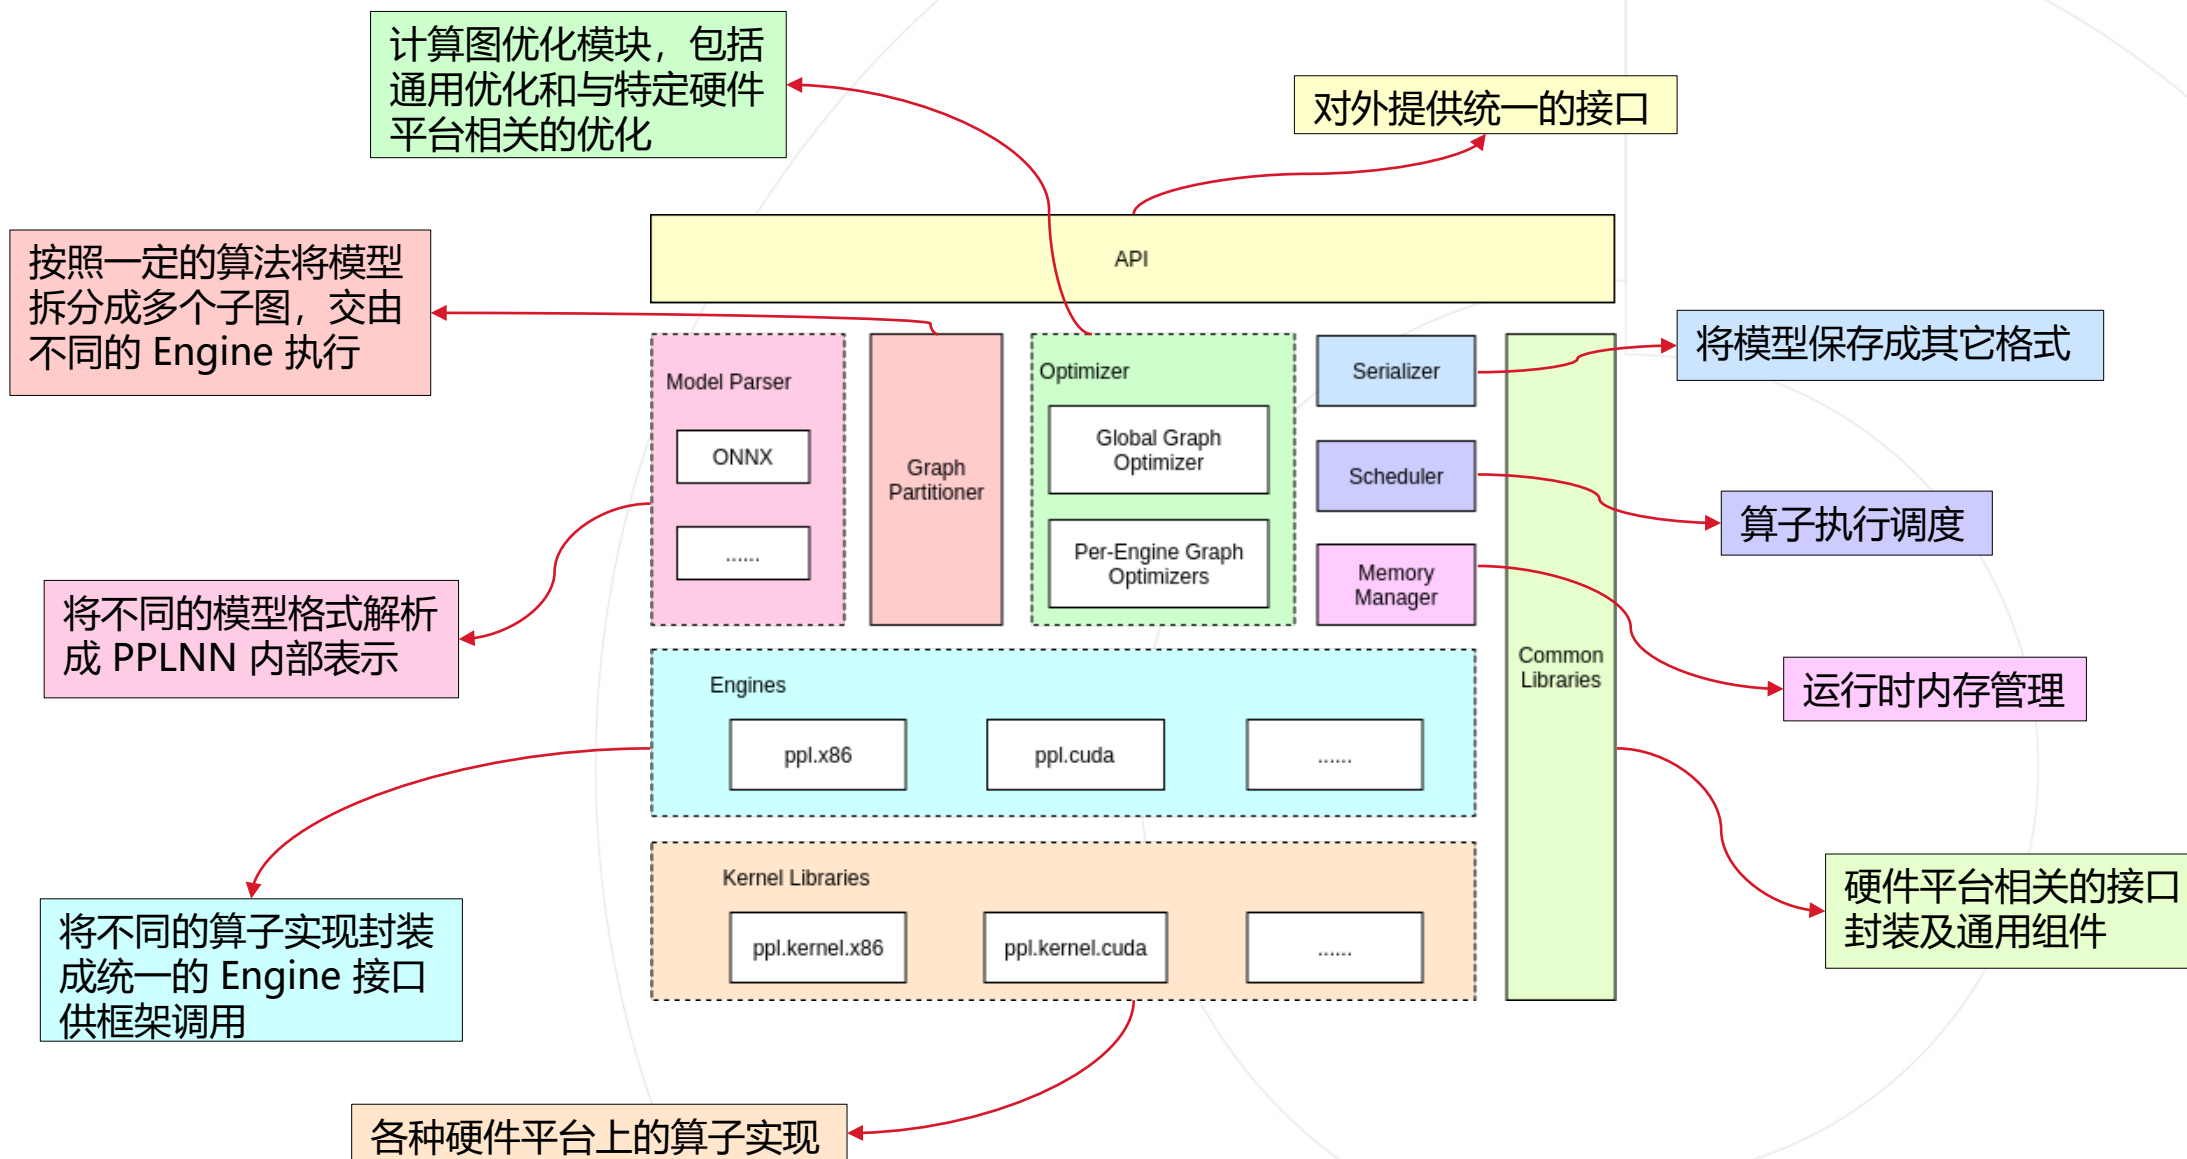 计算图优化模块，包括
通用优化和与特定硬件
平台相关的优化
对外提供统一的接口
API
按照一定的算法将模型
拆分成多个子图，交由
不同的 Engine 执行
将模型保存成其它格式
Model Parser
ONNX
......
Graph
Partitioner
Optimizer
Global Graph
Optimizer
Per-Engine Graph
Optimizers
Serializer
Scheduler
Memory
Manager
Common
Libraries
算子执行调度
将不同的模型格式解析
成 PPLNN 内部表示
运行时内存管理
Engines
ppl.x86
ppl.cuda
......
Kernel Libraries
ppl.kernel.x86
ppl.kernel.cuda
......
硬件平台相关的接口
封装及通用组件
将不同的算子实现封装
成统一的 Engine 接口
供框架调用
各种硬件平台上的算子实现